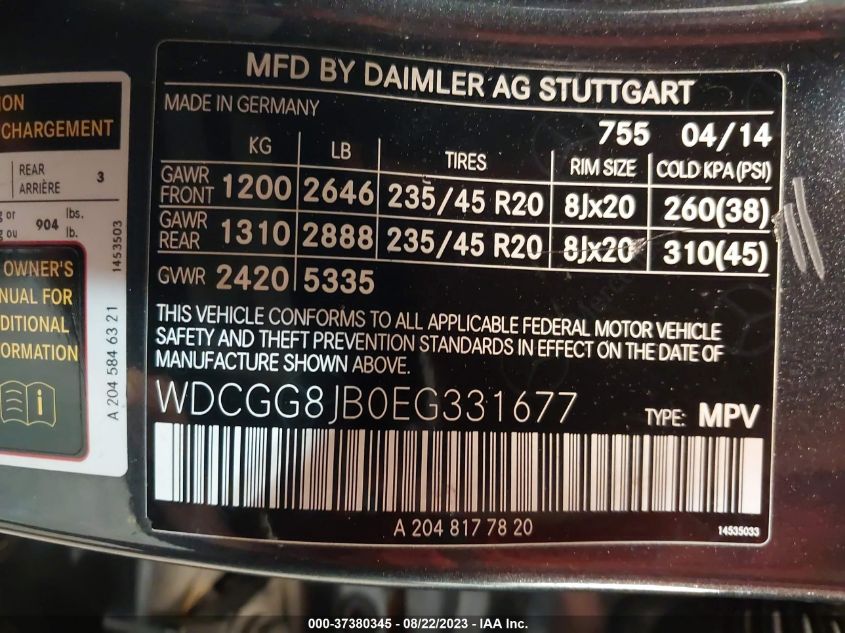 MFD BY DAIMLER AG STUTTGART
MADE IN GERMANY
755 04/14
KG LB TIRES RIM SIZE COLD KPA (PSI)
GAWR FRONT 1200 2646 235/45 R20 8Jx20 260(38)
GAWR REAR 1310 2888 235/45 R20 8Jx20 310(45)
GVWR 2420 5335
THIS VEHICLE CONFORMS TO ALL APPLICABLE FEDERAL MOTOR VEHICLE
SAFETY AND THEFT PREVENTION STANDARDS IN EFFECT ON THE DATE OF
MANUFACTURE SHOWN ABOVE.
WDCGG8JB0EG331677 TYPE: MPV
A 204 817 78 20 14535033
CHARGEMENT
REAR
ARRIÈRE 3
or 904 lbs.
ou lb.
OWNER'S
FOR
A 204 584 63 21 1453503
000-37380345 - 08/22/2023 - IAA Inc.